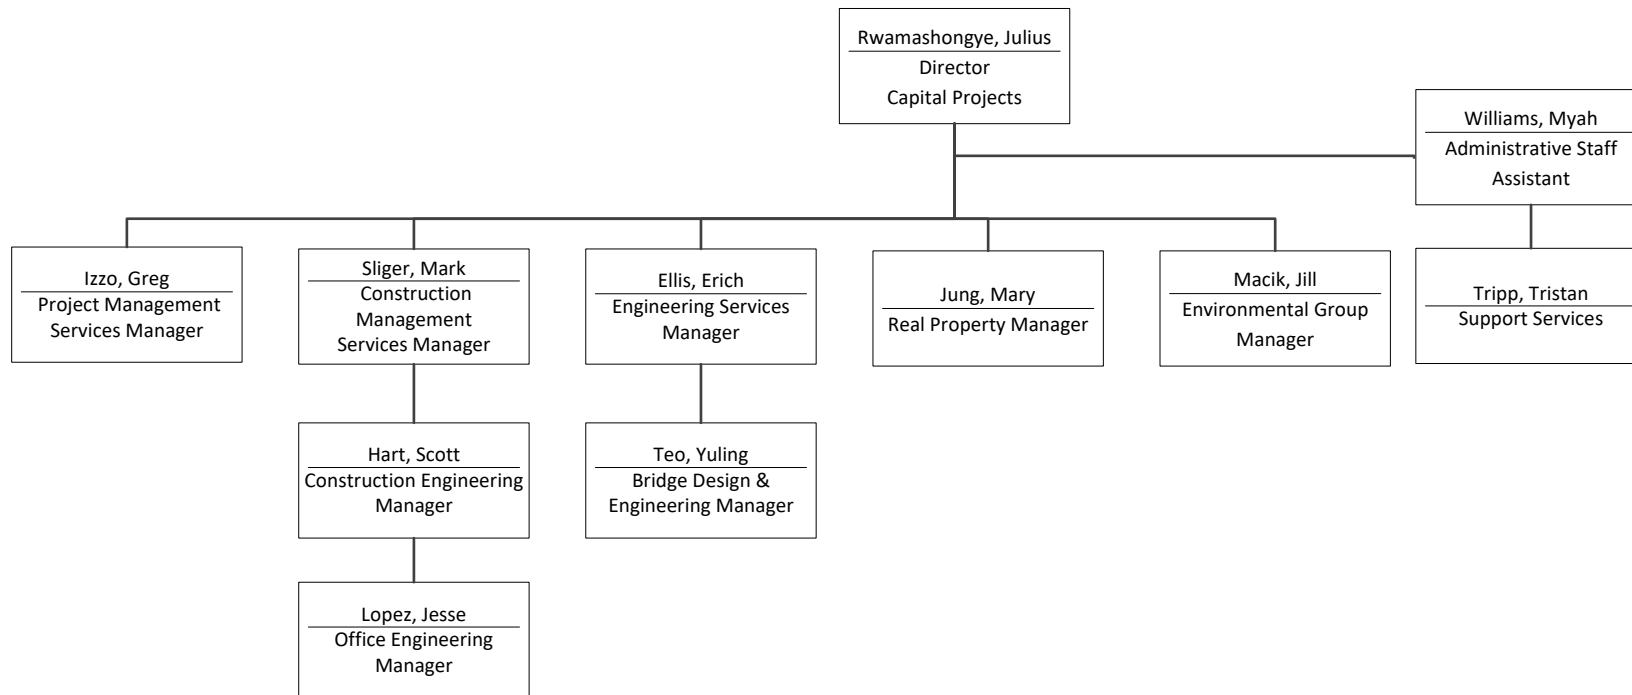 Rwamashongye, Julius
Director
Capital Projects
Williams, Myah
Administrative Staff
Assistant
Izzo, Greg
Project Management
Services Manager
Sliger, Mark
Construction
Management
Services Manager
Ellis, Erich
Engineering Services
Manager
Jung, Mary
Real Property Manager
Macik, Jill
Environmental Group
Manager
Tripp, Tristan
Support Services
Hart, Scott
Construction Engineering
Manager
Teo, Yuling
Bridge Design &
Engineering Manager
Lopez, Jesse
Office Engineering
Manager